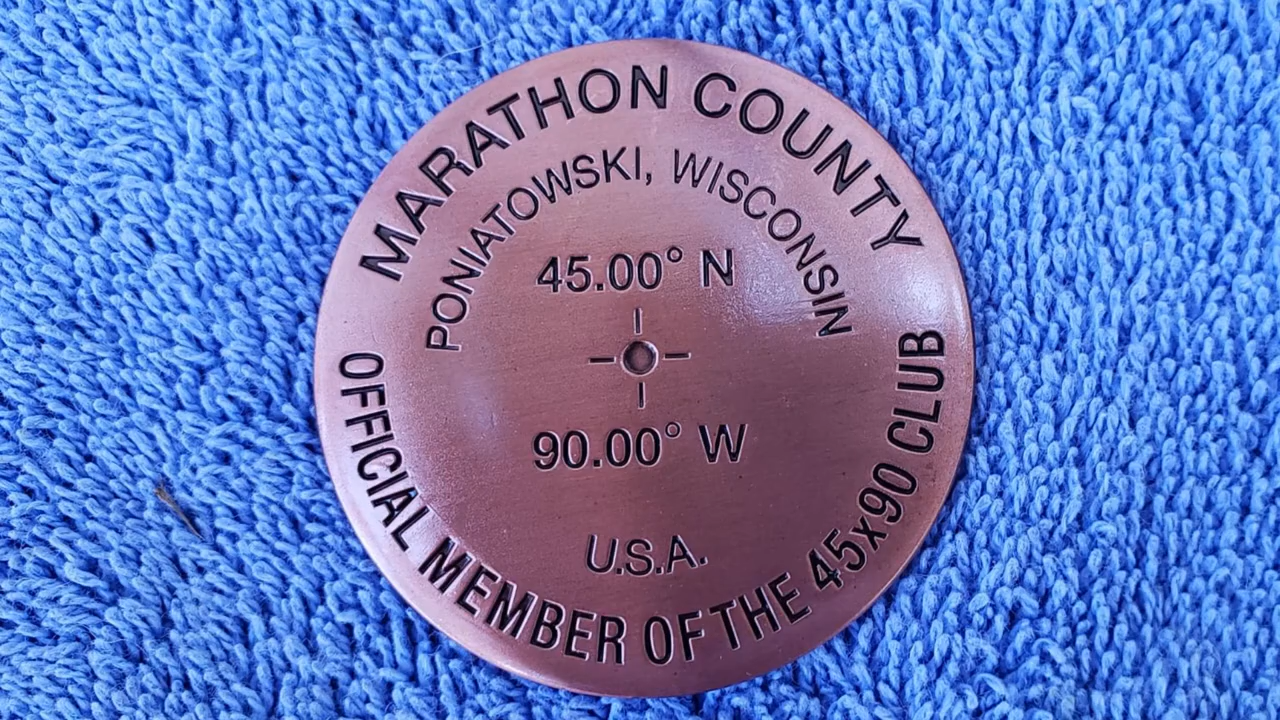 MARATHON COUNTY
PONIATOWSKI, WISCONSIN
45.00° N
90.00° W
U.S.A.
OFFICIAL MEMBER OF THE 45x90 CLUB